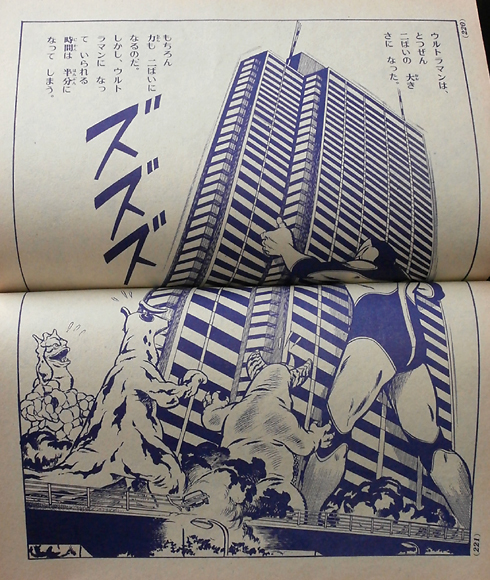 (220)
ウルトラマンは、
とつぜん
二ばいの 大き
さに なった。
もちろん
力も 二ばいに
なるのだ。
しかし、ウルト
ラマンに なっ
て いられる
時間は 半分に
なって しまう。
ズズズ
(221)